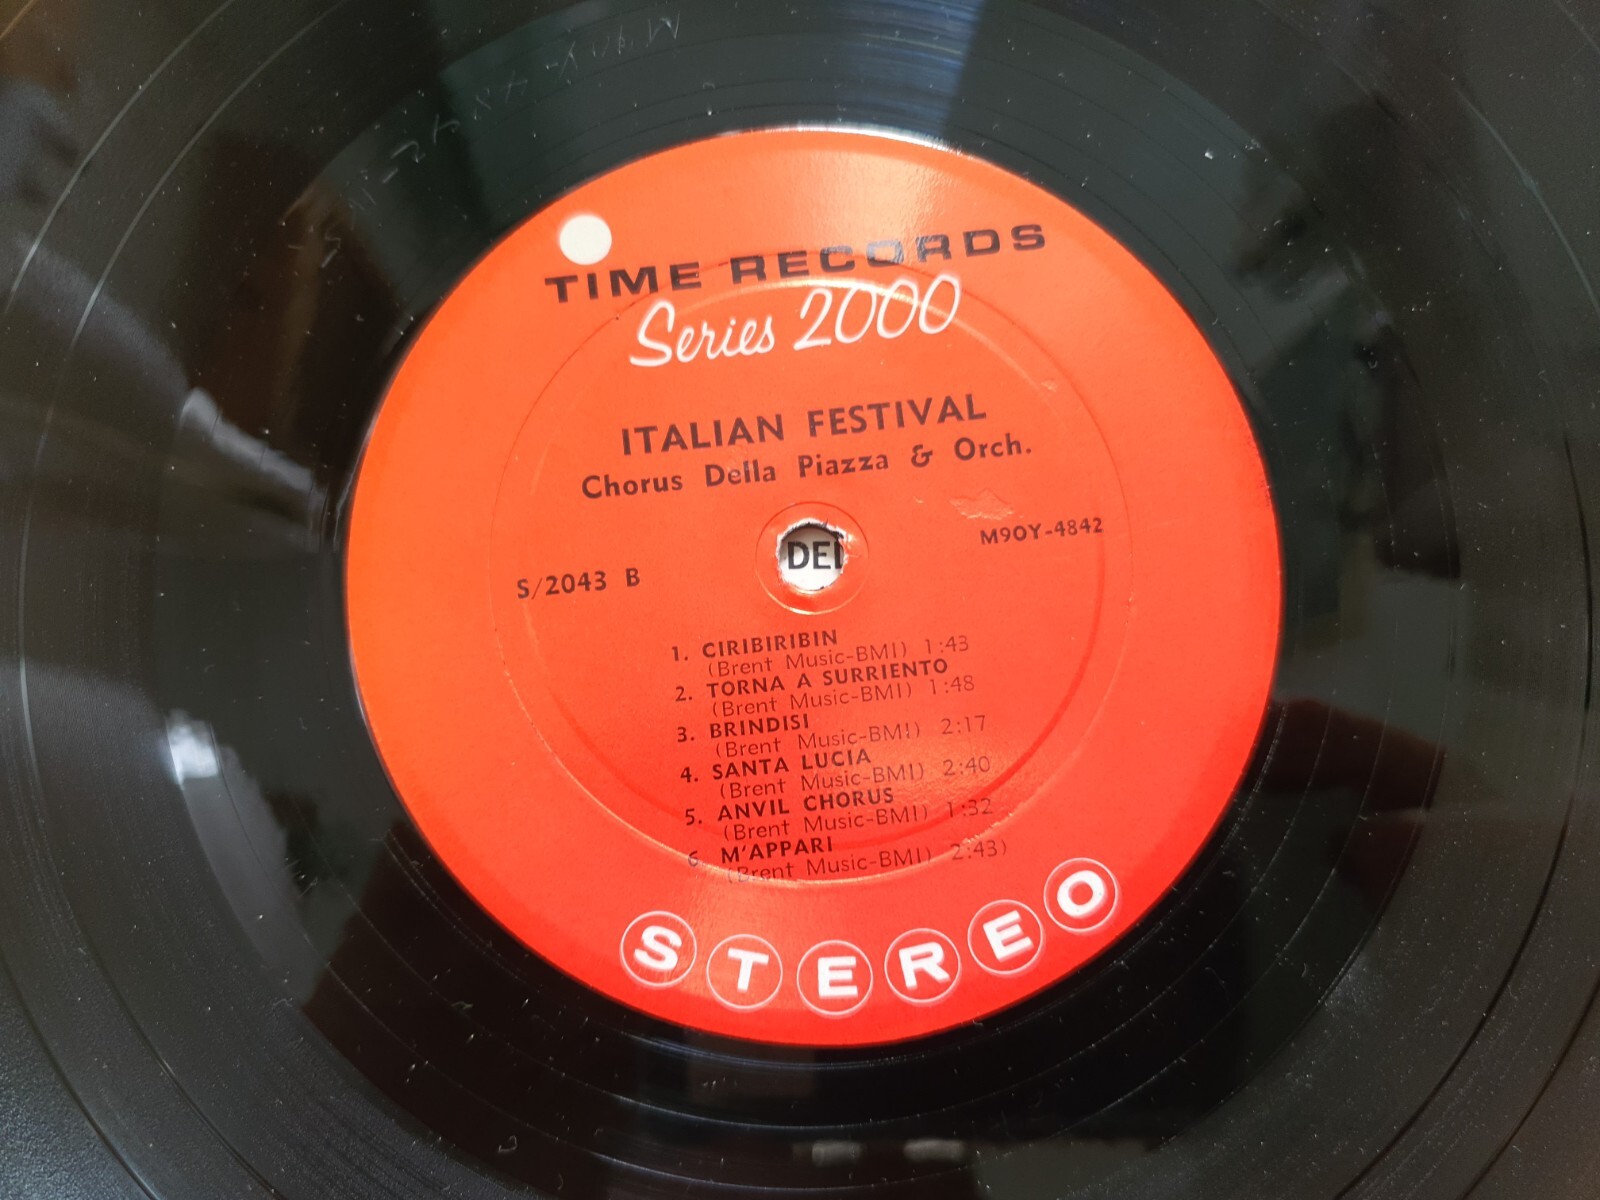 TIME RECORDS
Series 2000
ITALIAN FESTIVAL
Chorus Della Piazza & Orch.
M9OY-4842
DEI
S/2043 B
1. CIRIBIRIBIN
(Brent Music-BMI) 1:43
2. TORNA A SURRIENTO
(Brent Music-BMI) 1:48
3. BRINDISI
(Brent Music-BMI) 2:17
4. SANTA LUCIA
(Brent Music-BMI) 2:40
5. ANVIL CHORUS
(Brent Music-BMI) 1:32
6 M'APPARI
(Brent Music-BMI) 2:43)
STEREO